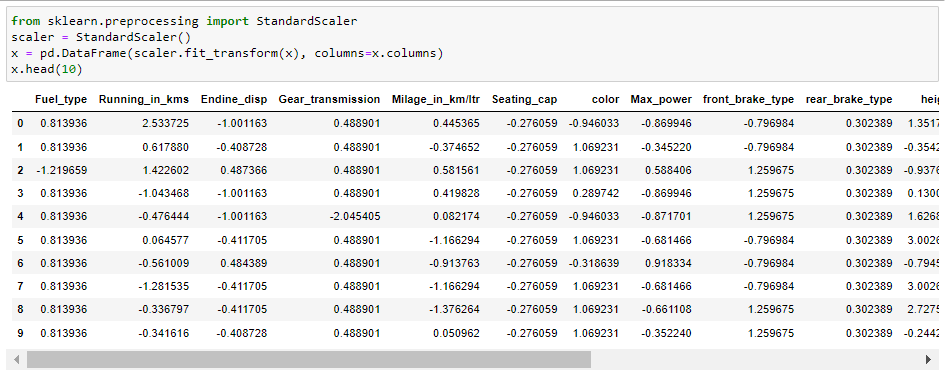 from sklearn.preprocessing import StandardScaler
scaler = StandardScaler()
x = pd.DataFrame(scaler.fit_transform(x), columns=x.columns)
x.head(10)
Fuel_type Running_in_kms Endine_disp Gear_transmission Milage_in_km/ltr Seating_cap color Max_power front_brake_type rear_brake_type heig
0 0.813936 2.533725 -1.001163 0.488901 0.445365 -0.276059 -0.946033 -0.869946 -0.796984 0.302389 1.3517
1 0.813936 0.617880 -0.408728 0.488901 -0.374652 -0.276059 1.069231 -0.345220 -0.796984 0.302389 -0.3542
2 -1.219659 1.422602 0.487366 0.488901 0.581561 -0.276059 1.069231 0.588406 1.259675 0.302389 -0.9376
3 0.813936 -1.043468 -1.001163 0.488901 0.419828 -0.276059 0.289742 -0.869946 1.259675 0.302389 0.1300
4 0.813936 -0.476444 -1.001163 -2.045405 0.082174 -0.276059 -0.946033 -0.871701 1.259675 0.302389 1.6268
5 0.813936 0.064577 -0.411705 0.488901 -1.166294 -0.276059 1.069231 -0.681466 -0.796984 0.302389 3.0026
6 0.813936 -0.561009 0.484389 0.488901 -0.913763 -0.276059 -0.318639 0.918334 -0.796984 0.302389 -0.7945
7 0.813936 -1.281535 -0.411705 0.488901 -1.166294 -0.276059 1.069231 -0.681466 -0.796984 0.302389 3.0026
8 0.813936 -0.336797 -0.411705 0.488901 -1.376264 -0.276059 1.069231 -0.661108 1.259675 0.302389 2.7275
9 0.813936 -0.341616 -0.408728 0.488901 0.050962 -0.276059 1.069231 -0.352240 1.259675 0.302389 -0.2442